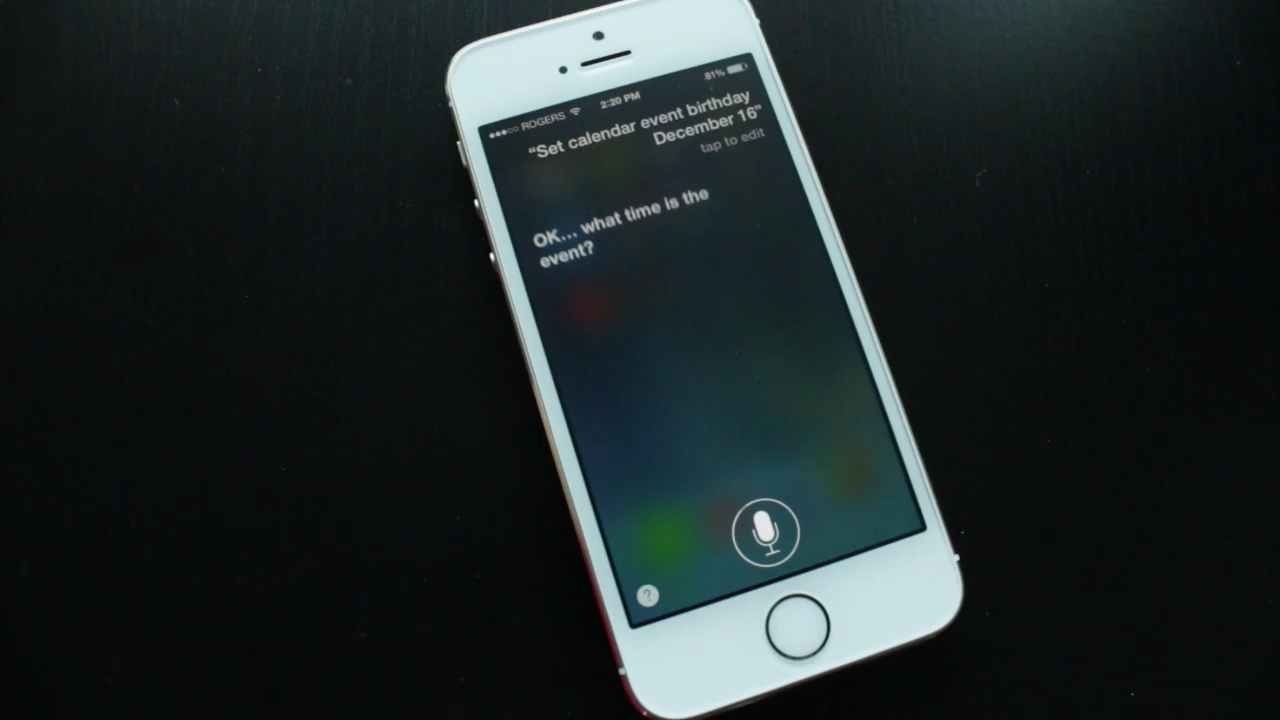 ●●●○○ ROGERS 2:20 PM 81%
“Set calendar event birthday
December 16”
tap to edit
OK... what time is the
event?
?